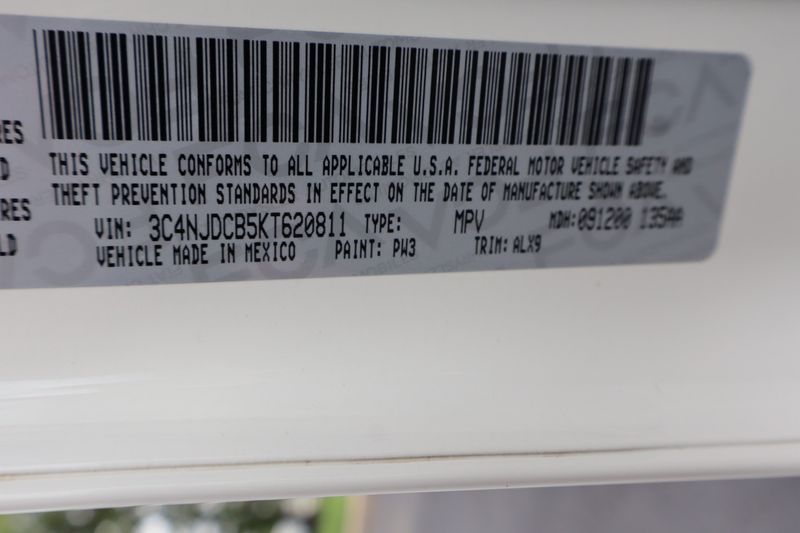 THIS VEHICLE CONFORMS TO ALL APPLICABLE U.S.A. FEDERAL MOTOR VEHICLE SAFETY AND
THEFT PREVENTION STANDARDS IN EFFECT ON THE DATE OF MANUFACTURE SHOWN ABOVE.
VIN: 3C4NJDCB5KT620811 TYPE: MPV MDH: 091200 135AA
VEHICLE MADE IN MEXICO PAINT: PW3 TRIM: ALX9